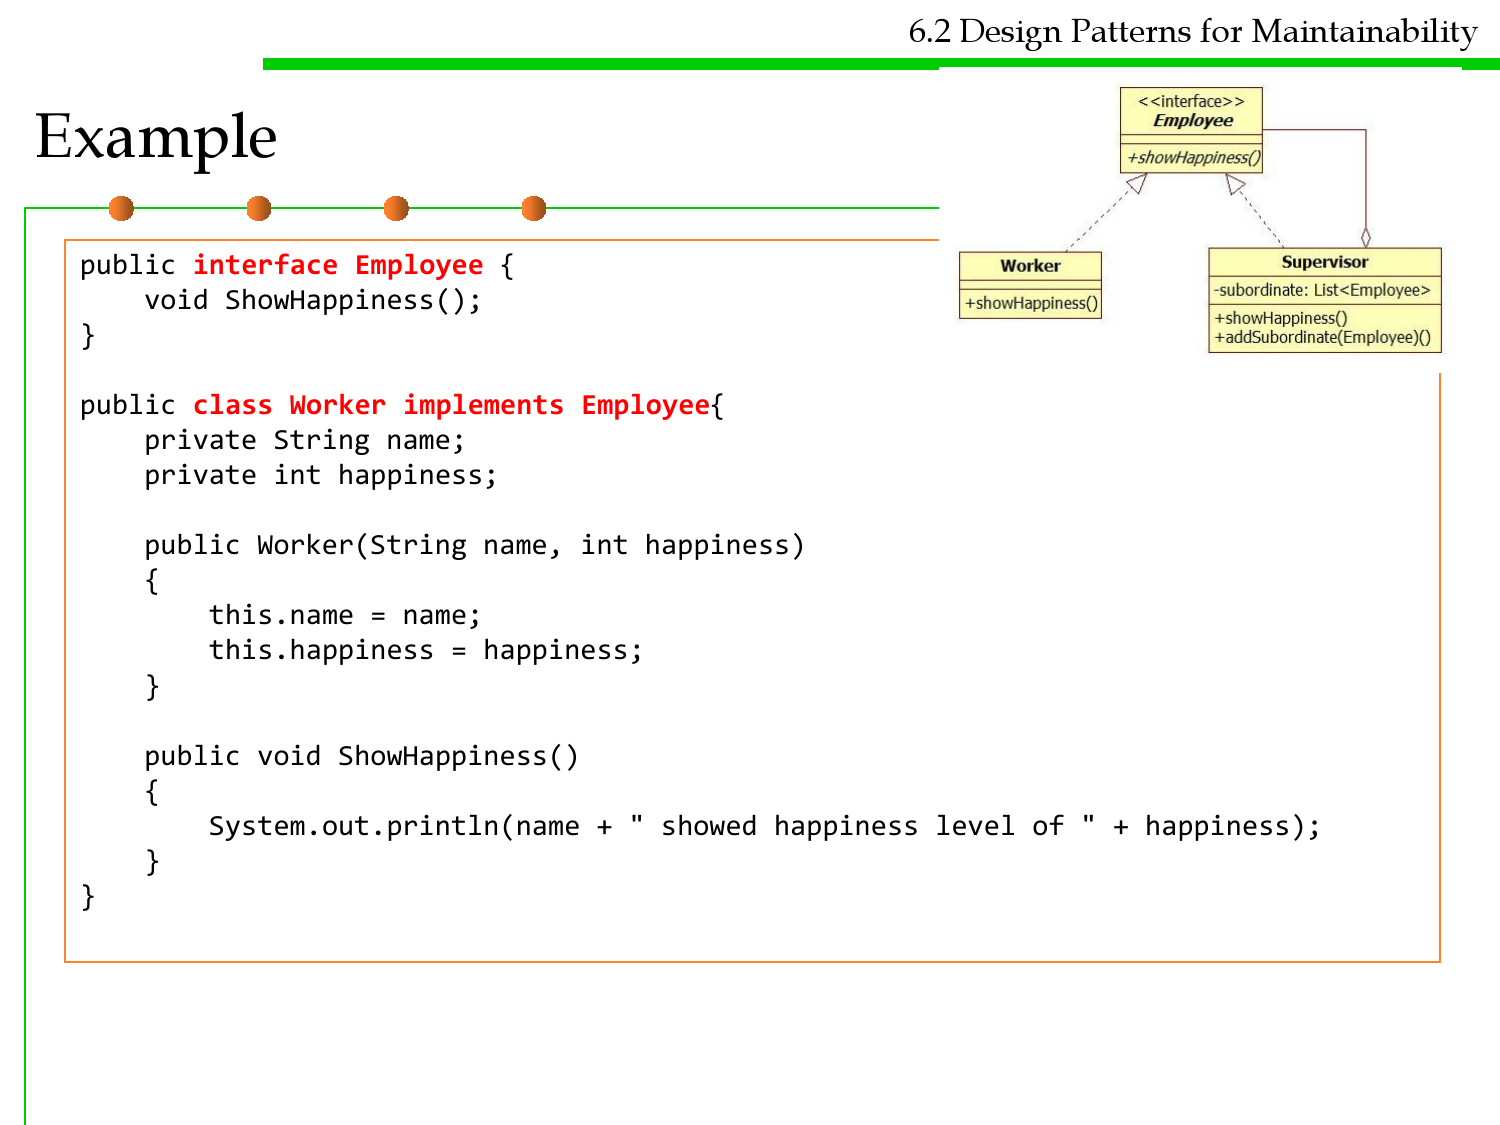 6.2 Design Patterns for Maintainability
Example
<<interface>>
Employee
+showHappiness()
Worker
+showHappiness()
Supervisor
-subordinate: List<Employee>
+showHappiness()
+addSubordinate(Employee)()
public interface Employee {
    void ShowHappiness();
}
public class Worker implements Employee{
    private String name;
    private int happiness;
    public Worker(String name, int happiness)
    {
        this.name = name;
        this.happiness = happiness;
    }
    public void ShowHappiness()
    {
        System.out.println(name + " showed happiness level of " + happiness);
    }
}